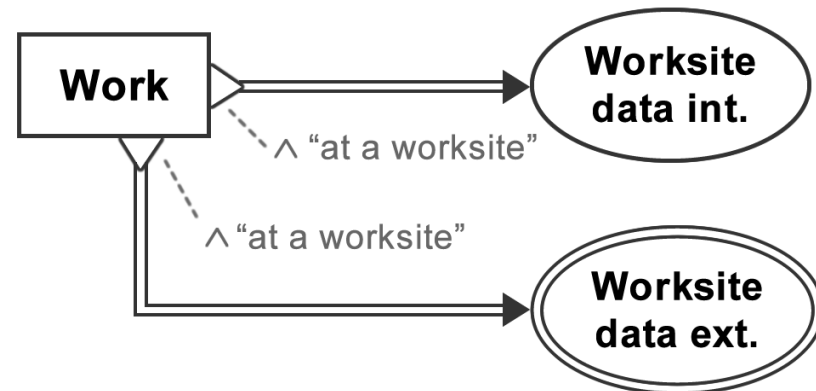 Work
Worksite
data int.
∧ “at a worksite”
∧ “at a worksite”
Worksite
data ext.